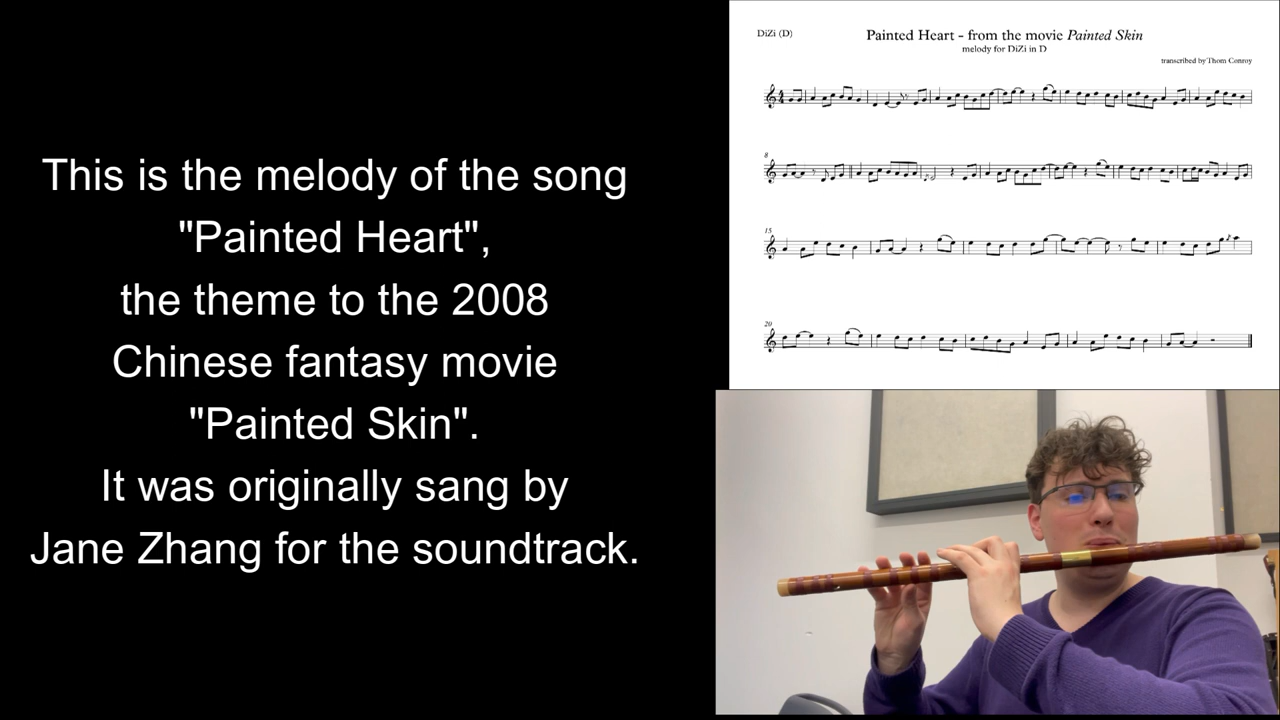 This is the melody of the song
"Painted Heart",
the theme to the 2008
Chinese fantasy movie
"Painted Skin".
It was originally sang by
Jane Zhang for the soundtrack.
DiZi (D)
Painted Heart - from the movie Painted Skin
melody for DiZi in D
transcribed by Thom Conroy
8
15
20